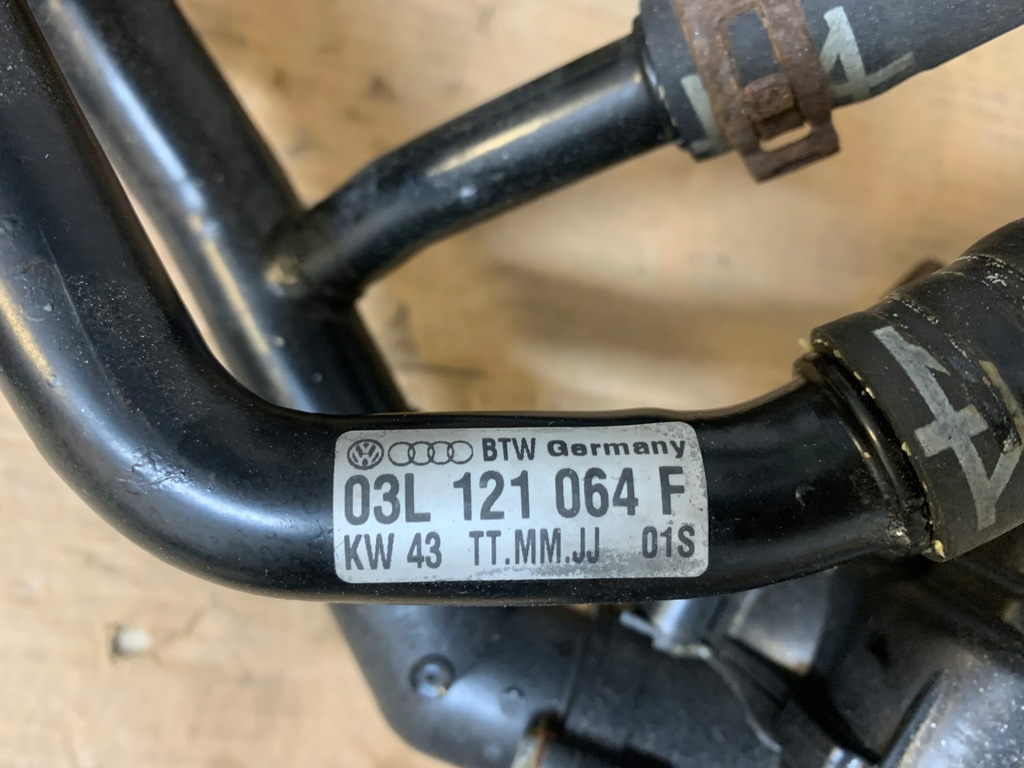 BTW Germany
03L 121 064 F
KW 43 TT.MM.JJ 01S